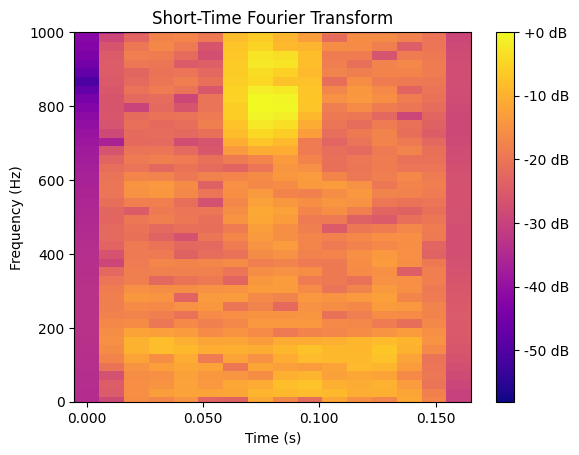 Short-Time Fourier Transform
1000
800
600
400
200
0
Frequency (Hz)
0.000
0.050
0.100
0.150
Time (s)
+0 dB
-10 dB
-20 dB
-30 dB
-40 dB
-50 dB